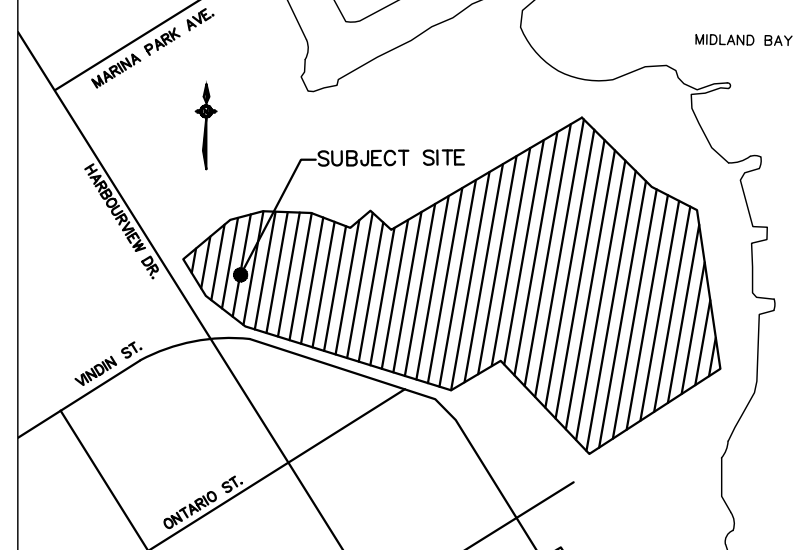 MIDLAND BAY
MARINA PARK AVE.
SUBJECT SITE
HARBOURVIEW DR.
VINDIN ST.
ONTARIO ST.